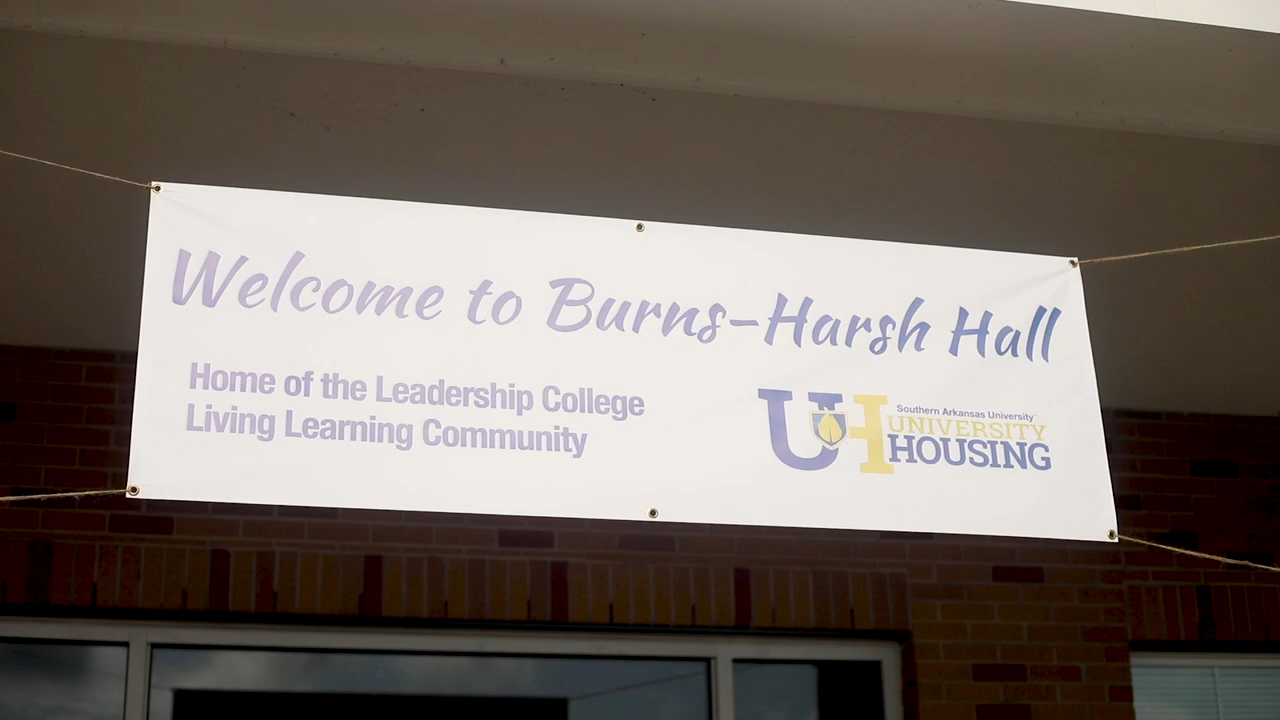 Welcome to Burns-Harsh Hall
Home of the Leadership College
Living Learning Community
UH
Southern Arkansas University
UNIVERSITY
HOUSING